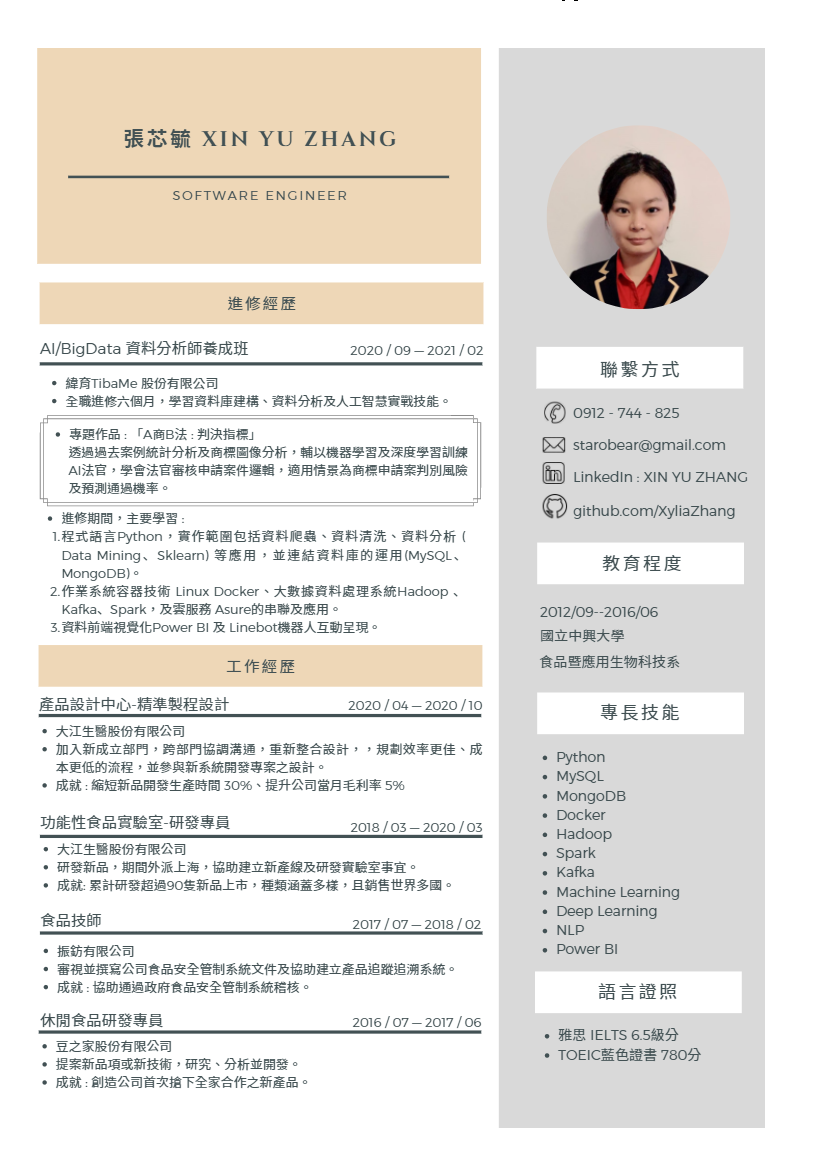 張芯毓 XIN YU ZHANG
SOFTWARE ENGINEER
進修經歷
AI/BigData 資料分析師養成班
2020 / 09 — 2021 / 02
緯育TibaMe 股份有限公司
全職進修六個月，學習資料庫建構、資料分析及人工智慧實戰技能。
專題作品 : 「A商B法 : 判決指標」
透過過去案例統計分析及商標圖像分析，輔以機器學習及深度學習訓練
AI法官，學會法官審核申請案件邏輯，適用情景為商標申請案判別風險
及預測通過機率。
進修期間，主要學習 :
1.程式語言Python，實作範圍包括資料爬蟲、資料清洗、資料分析 (
Data Mining、 Sklearn) 等應用，並連結資料庫的運用(MySQL、
MongoDB)。
2.作業系統容器技術 Linux Docker、大數據資料處理系統Hadoop 、
Kafka、Spark，及雲服務 Asure的串聯及應用。
3.資料前端視覺化Power BI 及 Linebot機器人互動呈現。
工作經歷
產品設計中心-精準製程設計
2020 / 04 — 2020 / 10
大江生醫股份有限公司
加入新成立部門，跨部門協調溝通，重新整合設計，，規劃效率更佳、成
本更低的流程，並參與新系統開發專案之設計。
成就 : 縮短新品開發生產時間 30%、提升公司當月毛利率 5%
功能性食品實驗室-研發專員
2018 / 03 — 2020 / 03
大江生醫股份有限公司
研發新品，期間外派上海，協助建立新產線及研發實驗室事宜。
成就: 累計研發超過90隻新品上市，種類涵蓋多樣，且銷售世界多國。
食品技師
2017 / 07 — 2018 / 02
振鈁有限公司
審視並撰寫公司食品安全管制系統文件及協助建立產品追蹤追溯系統。
成就 : 協助通過政府食品安全管制系統稽核。
休閒食品研發專員
2016 / 07 — 2017 / 06
豆之家股份有限公司
提案新品項或新技術，研究、分析並開發。
成就 : 創造公司首次搶下全家合作之新產品。
聯繫方式
0912 - 744 - 825
starobear@gmail.com
in
LinkedIn : XIN YU ZHANG
github.com/XyliaZhang
教育程度
2012/09--2016/06
國立中興大學
食品暨應用生物科技系
專長技能
Python
MySQL
MongoDB
Docker
Hadoop
Spark
Kafka
Machine Learning
Deep Learning
NLP
Power BI
語言證照
雅思 IELTS 6.5級分
TOEIC藍色證書 780分